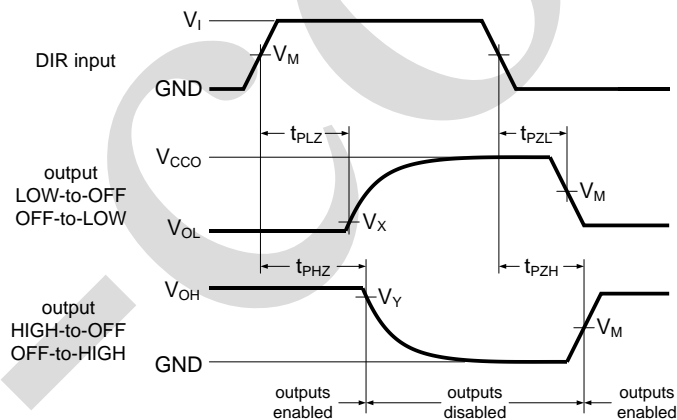 V_I
V_M
DIR input
GND
t_PLZ
t_PZL
V_CCO
output
LOW-to-OFF
OFF-to-LOW
V_M
V_X
V_OL
t_PHZ
t_PZH
V_OH
V_Y
output
HIGH-to-OFF
OFF-to-HIGH
V_M
GND
outputs
enabled
outputs
disabled
outputs
enabled